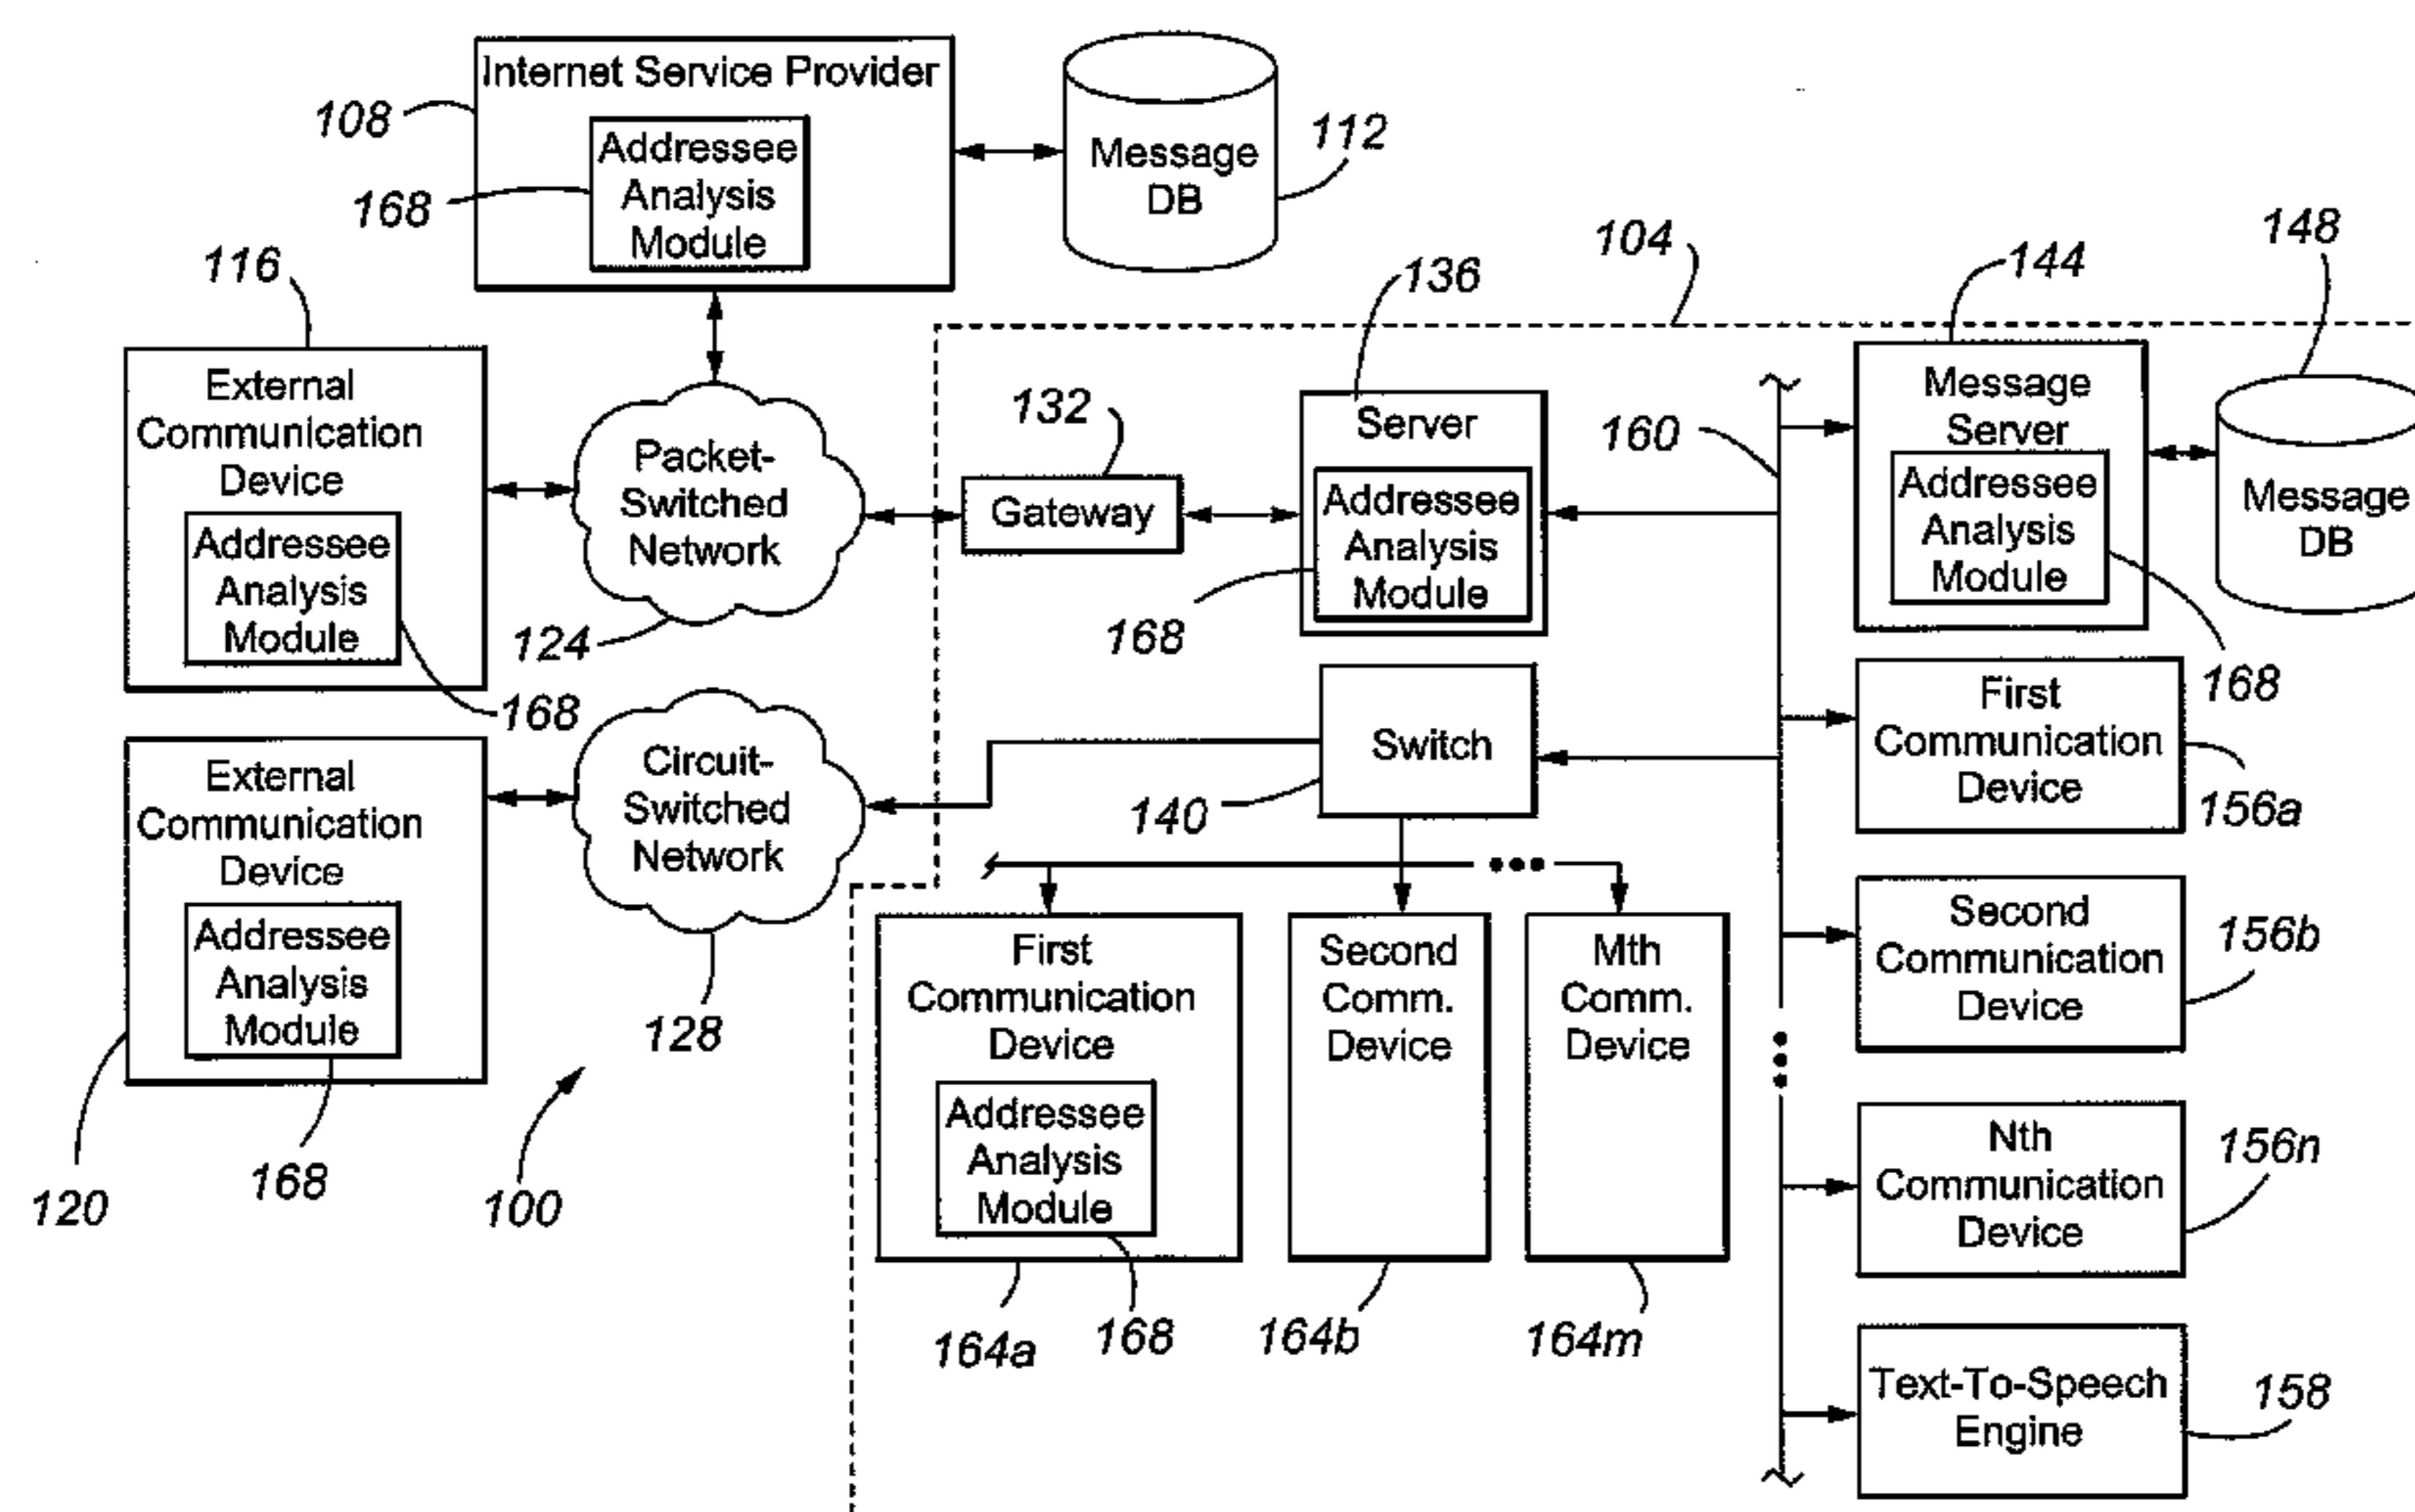 Internet Service Provider
108
Addressee
Analysis
Module
168
Message
DB
112
104
136
144
148
116
External
Communication
Device
Addressee
Analysis
Module
168
Packet-
Switched
Network
124
132
Gateway
Server
Addressee
Analysis
Module
168
160
Message
Server
Addressee
Analysis
Module
168
Message
DB
External
Communication
Device
Addressee
Analysis
Module
120
168
Circuit-
Switched
Network
128
100
Switch
140
First
Communication
Device
156a
Second
Communication
Device
156b
Nth
Communication
Device
156n
Text-To-Speech
Engine
158
First
Communication
Device
Addressee
Analysis
Module
164a
168
Second
Comm.
Device
164b
Mth
Comm.
Device
164m